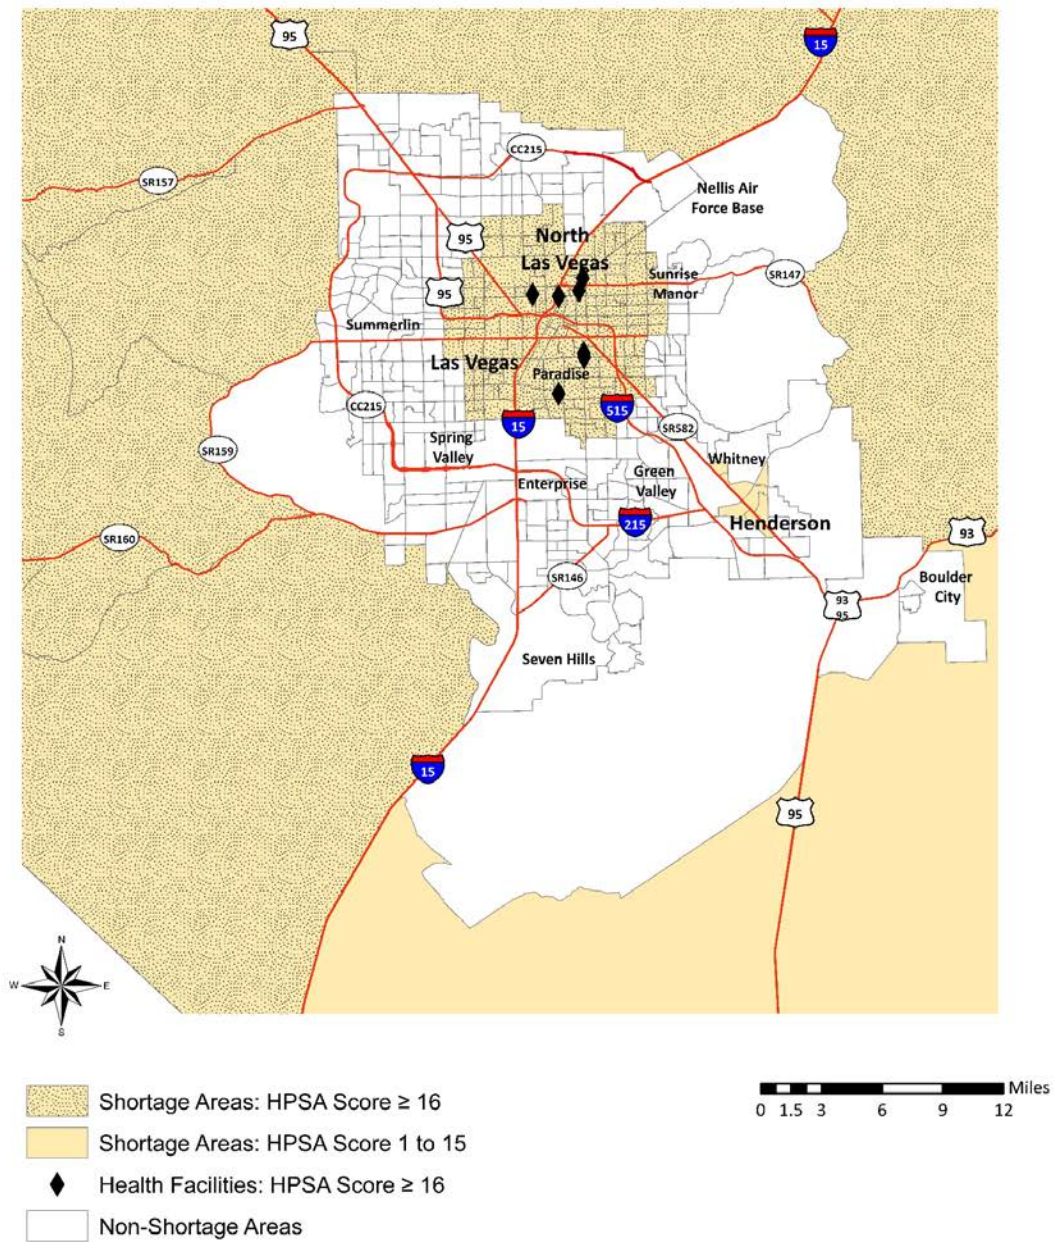 95
15
CC215
SR157
Nellis Air
Force Base
95
North
Las Vegas
Sunrise
Manor
SR147
95
Summerlin
Las Vegas
Paradise
CC215
515
15
SR582
SR159
Spring
Valley
Whitney
Green
Valley
Enterprise
215
Henderson
SR160
93
SR146
Boulder
City
93
95
Seven Hills
15
95
N
W
E
S
Shortage Areas: HPSA Score ≥ 16
Shortage Areas: HPSA Score 1 to 15
Health Facilities: HPSA Score ≥ 16
Non-Shortage Areas
Miles
0 1.5 3 6 9 12